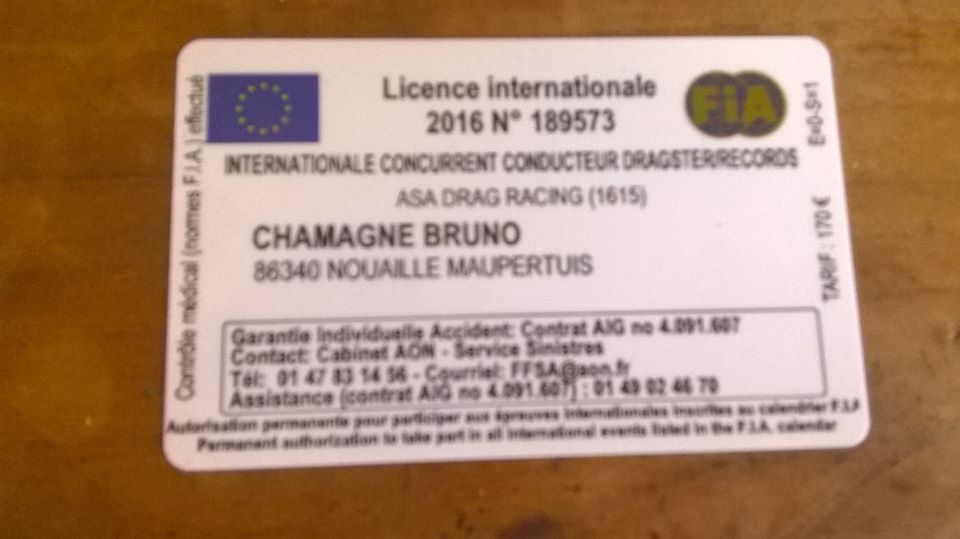 Licence internationale
FiA
2016 N° 189573
INTERNATIONALE CONCURRENT CONDUCTEUR DRAGSTER/RECORDS
ASA DRAG RACING (1615)
CHAMAGNE BRUNO
86340 NOUAILLE MAUPERTUIS
Garantie Individuelle Accident: Contrat AIG no 4.091.607
Contact: Cabinet AON - Service Sinistres
Tél: 01 47 83 14 56 - Courriel: FFSA@aon.fr
Assistance (contrat AIG no 4.091.607) : 01 49 02 46 70
Autorisation permanente pour participer aux épreuves internationales inscrites au calendrier F.I.A
Permanent authorization to take part in all international events listed in the F.I.A. calendar
Contrôle médical (normes F.I.A.) effectué
E=0-S=1
TARIF : 170 €